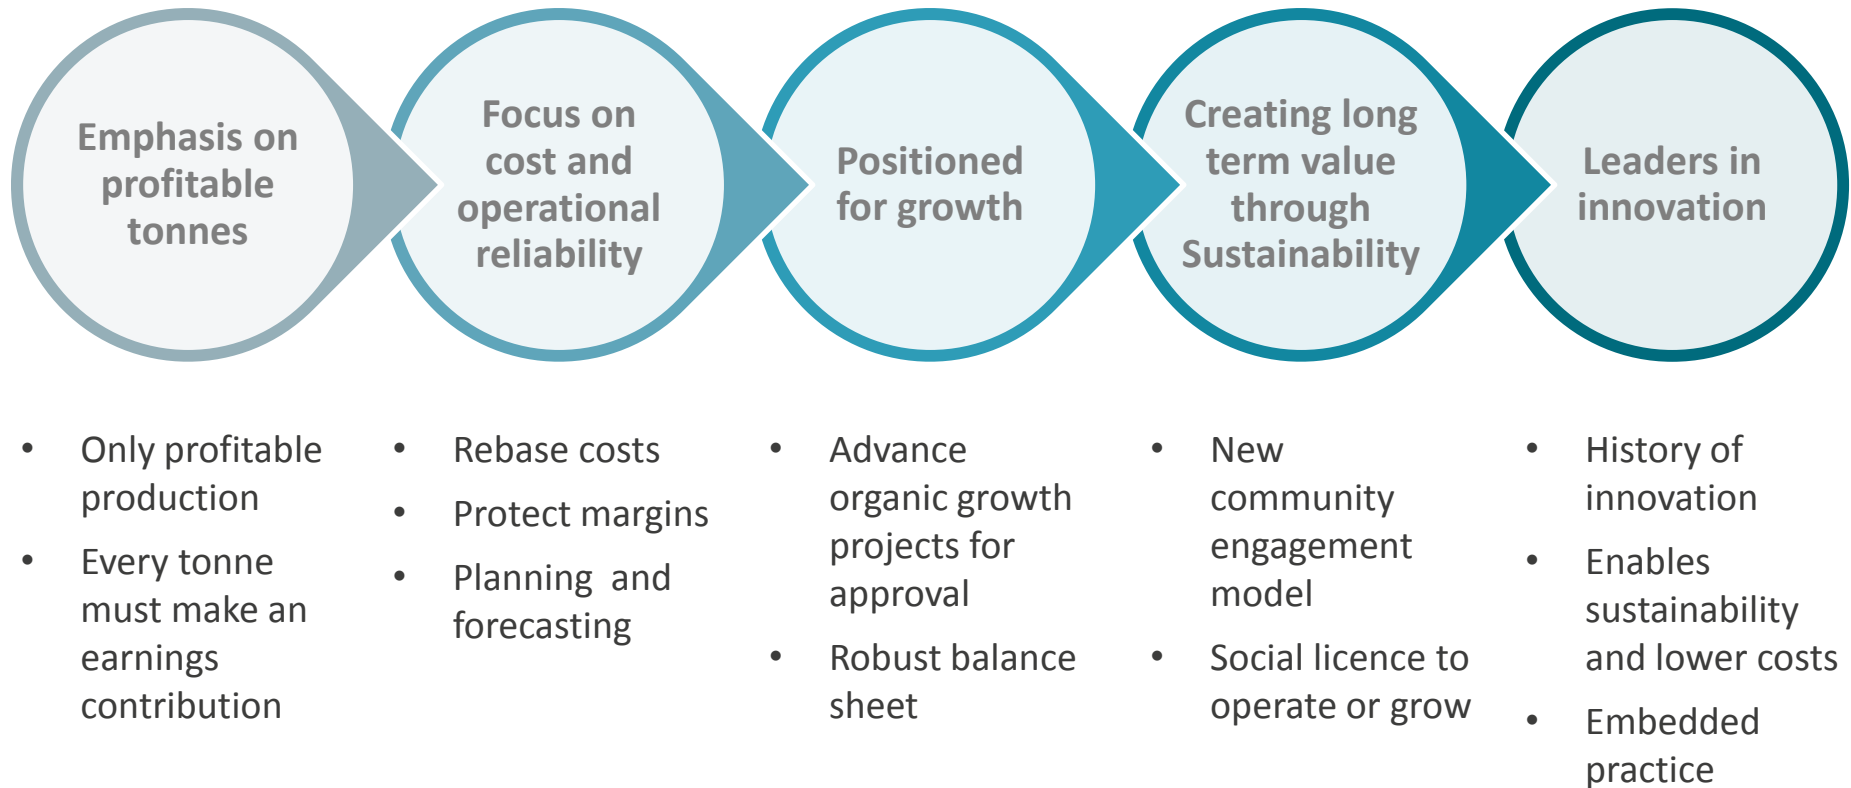 Emphasis on
profitable
tonnes
Focus on
cost and
operational
reliability
Positioned
for growth
Creating long
term value
through
Sustainability
Leaders in
innovation
• Only profitable
production
• Every tonne
must make an
earnings
contribution
• Rebase costs
• Protect margins
• Planning  and
forecasting
• Advance
organic growth
projects for
approval
• Robust balance
sheet
• New
community
engagement
model
• Social licence to
operate or grow
• History of
innovation
• Enables
sustainability
and lower costs
• Embedded
practice